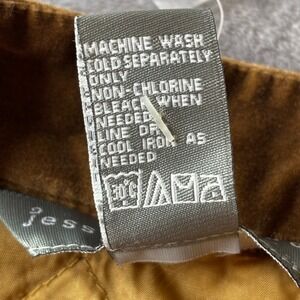 MACHINE WASH
COLD SEPARATELY
ONLY
NON-CHLORINE
BLEACH WHEN
NEEDED
LINE DRY
COOL IRON AS
NEEDED
30°C
jess